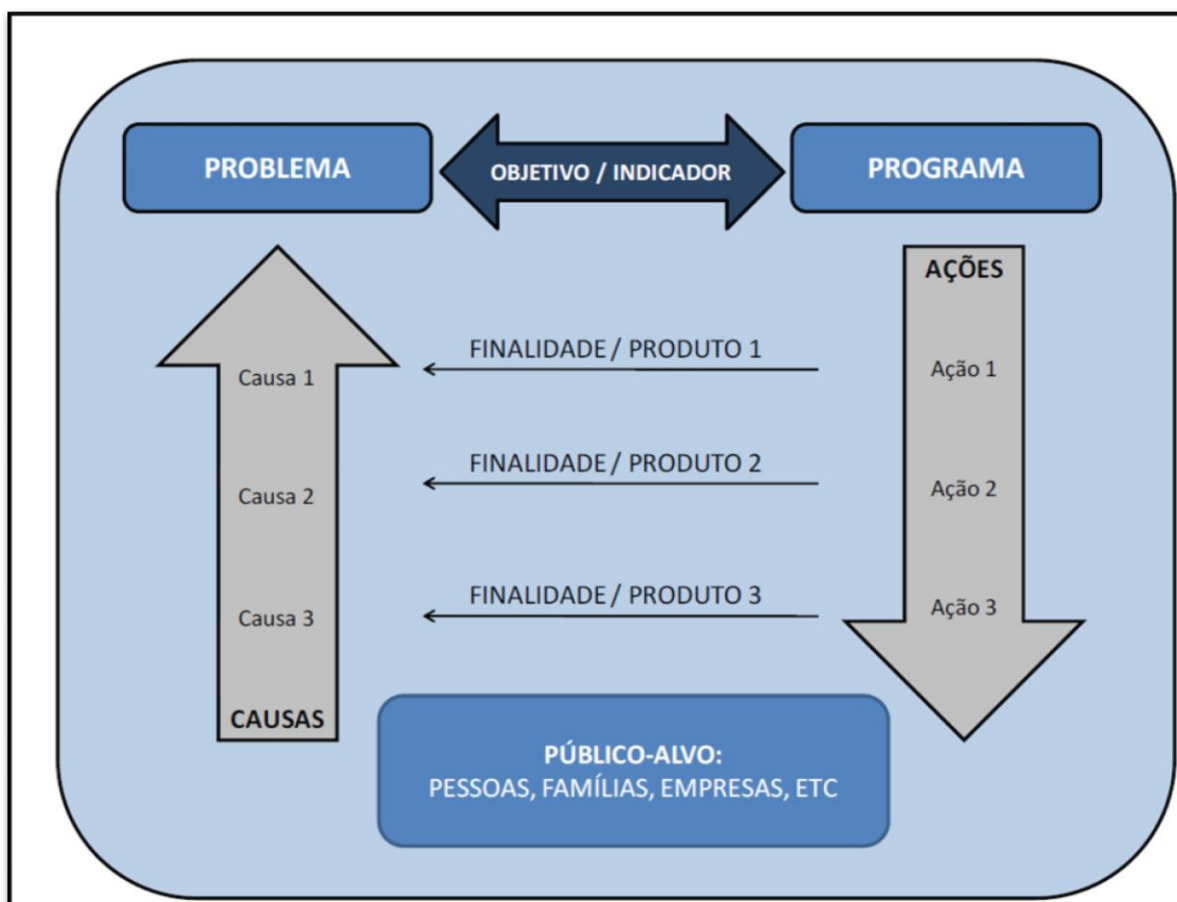 PROBLEMA
OBJETIVO / INDICADOR
PROGRAMA
AÇÕES
FINALIDADE / PRODUTO 1
Causa 1
Ação 1
FINALIDADE / PRODUTO 2
Causa 2
Ação 2
FINALIDADE / PRODUTO 3
Causa 3
Ação 3
CAUSAS
PÚBLICO-ALVO:
PESSOAS, FAMÍLIAS, EMPRESAS, ETC